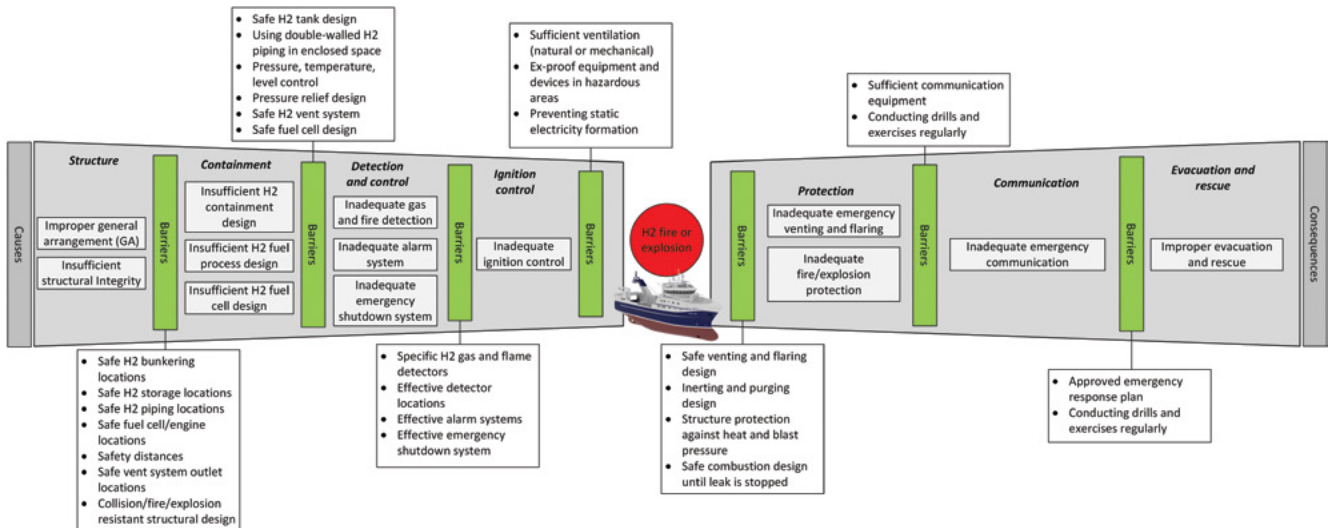 • Safe H2 tank design
• Using double-walled H2
piping in enclosed space
• Pressure, temperature,
level control
• Pressure relief design
• Safe H2 vent system
• Safe fuel cell design
• Sufficient ventilation
(natural or mechanical)
• Ex-proof equipment and
devices in hazardous
areas
• Preventing static
electricity formation
• Sufficient communication
equipment
• Conducting drills and
exercises regularly
Causes
Structure
Improper general
arrangement (GA)
Insufficient
structural Integrity
Barriers
Containment
Insufficient H2
containment
design
Insufficient H2 fuel
process design
Insufficient H2 fuel
cell design
Barriers
Detection
and control
Inadequate gas
and fire detection
Inadequate alarm
system
Inadequate
emergency
shutdown system
Barriers
Ignition
control
Inadequate
ignition control
Barriers
H2 fire or
explosion
Barriers
Protection
Inadequate emergency
venting and flaring
Inadequate
fire/explosion
protection
Barriers
Communication
Inadequate emergency
communication
Barriers
Evacuation and
rescue
Improper evacuation
and rescue
Consequences
• Safe H2 bunkering
locations
• Safe H2 storage locations
• Safe H2 piping locations
• Safe fuel cell/engine
locations
• Safety distances
• Safe vent system outlet
locations
• Collision/fire/explosion
resistant structural design
• Specific H2 gas and flame
detectors
• Effective detector
locations
• Effective alarm systems
• Effective emergency
shutdown system
• Safe venting and flaring
design
• Inerting and purging
design
• Structure protection
against heat and blast
pressure
• Safe combustion design
until leak is stopped
• Approved emergency
response plan
• Conducting drills and
exercises regularly